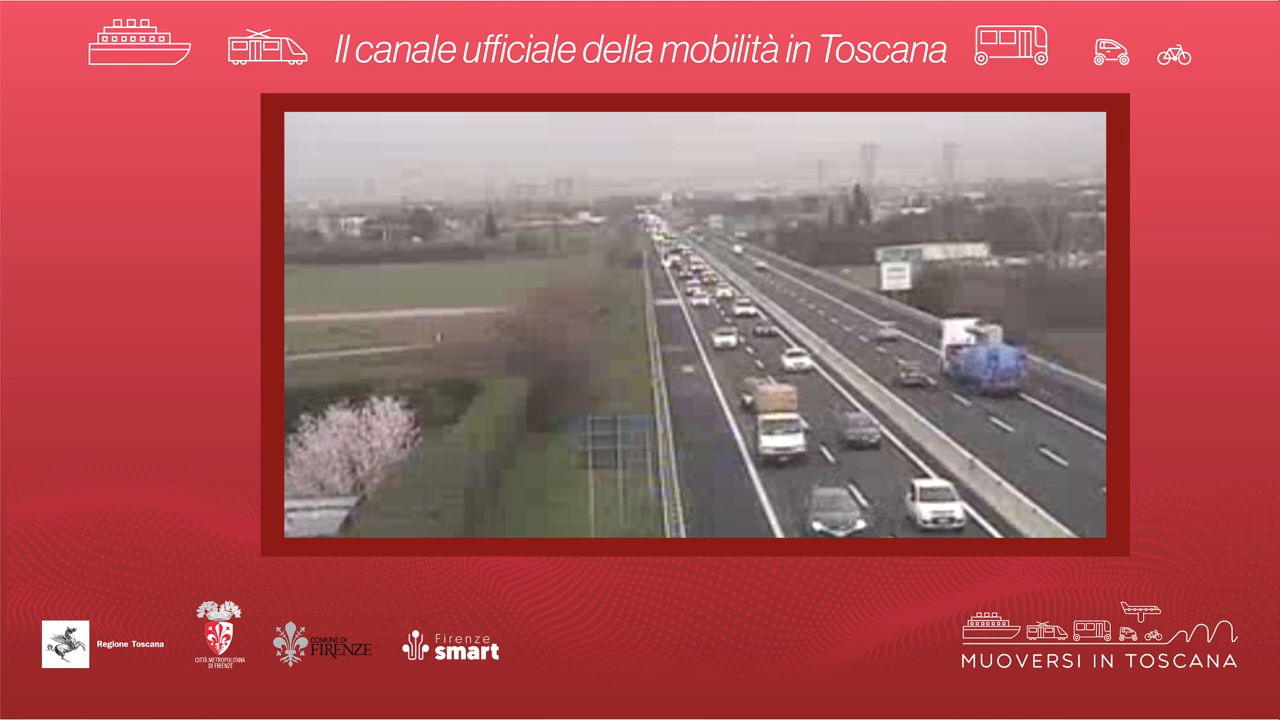 Il canale ufficiale della mobilità in Toscana
Regione Toscana
CITTÀ METROPOLITANA
DI FIRENZE
COMUNE DI
FIRENZE
Firenze
smart
MUOVERSI IN TOSCANA